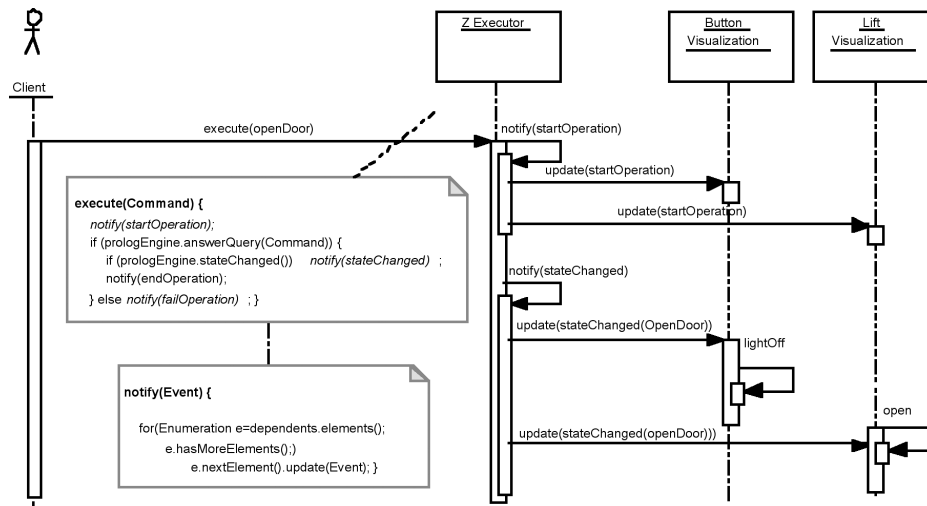 Z Executor
Button
Visualization
Lift
Visualization
Client
execute(openDoor)
notify(startOperation)
update(startOperation)
update(startOperation)
execute(Command) {
notify(startOperation);
if (prologEngine.answerQuery(Command)) {
if (prologEngine.stateChanged()) notify(stateChanged) ;
notify(endOperation);
} else notify(failOperation) ; }
notify(stateChanged)
update(stateChanged(OpenDoor))
lightOff
notify(Event) {
for(Enumeration e=dependents.elements();
e.hasMoreElements();)
e.nextElement().update(Event); }
open
update(stateChanged(openDoor)))